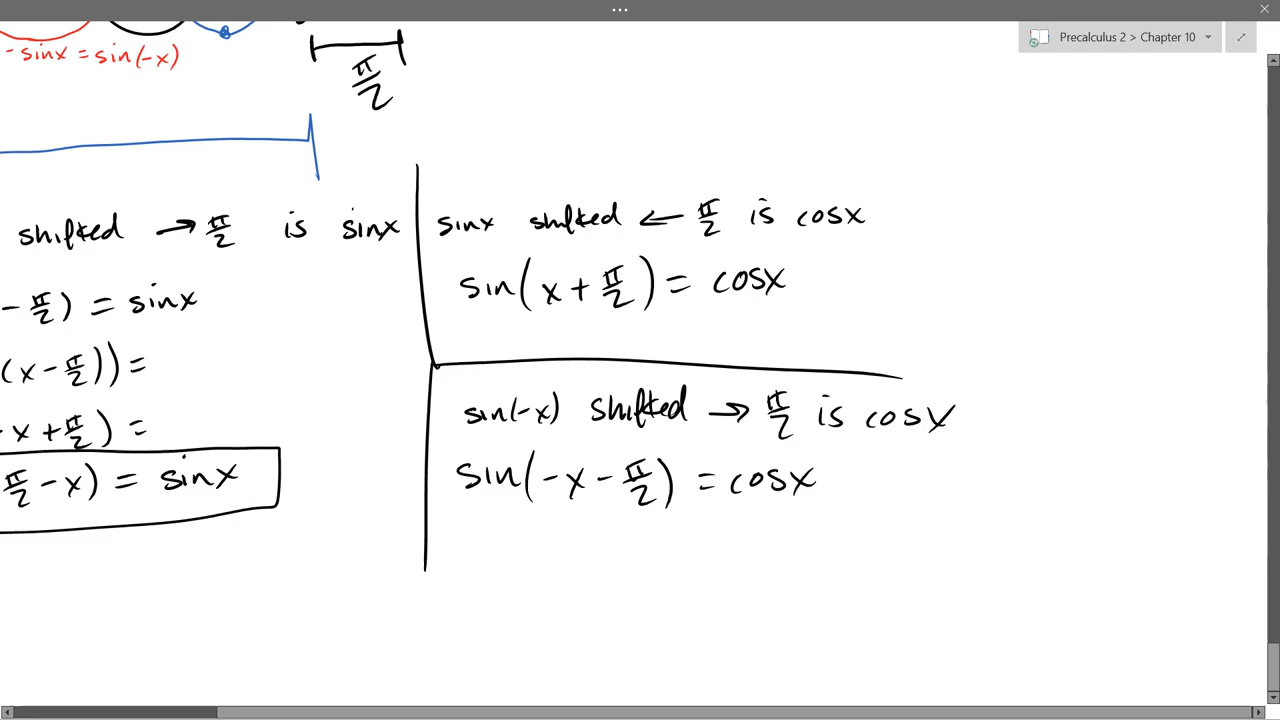 ...
Precalculus 2 > Chapter 10
- sinx = sin(-x)
π/2
shifted → π/2 is sinx
- π/2) = sinx
(x - π/2)) =
-x + π/2) =
π/2 - x) = sinx
sinx shifted ← π/2 is cosx
sin(x + π/2) = cosx
sin(-x) shifted → π/2 is cosx
sin(-x - π/2) = cosx